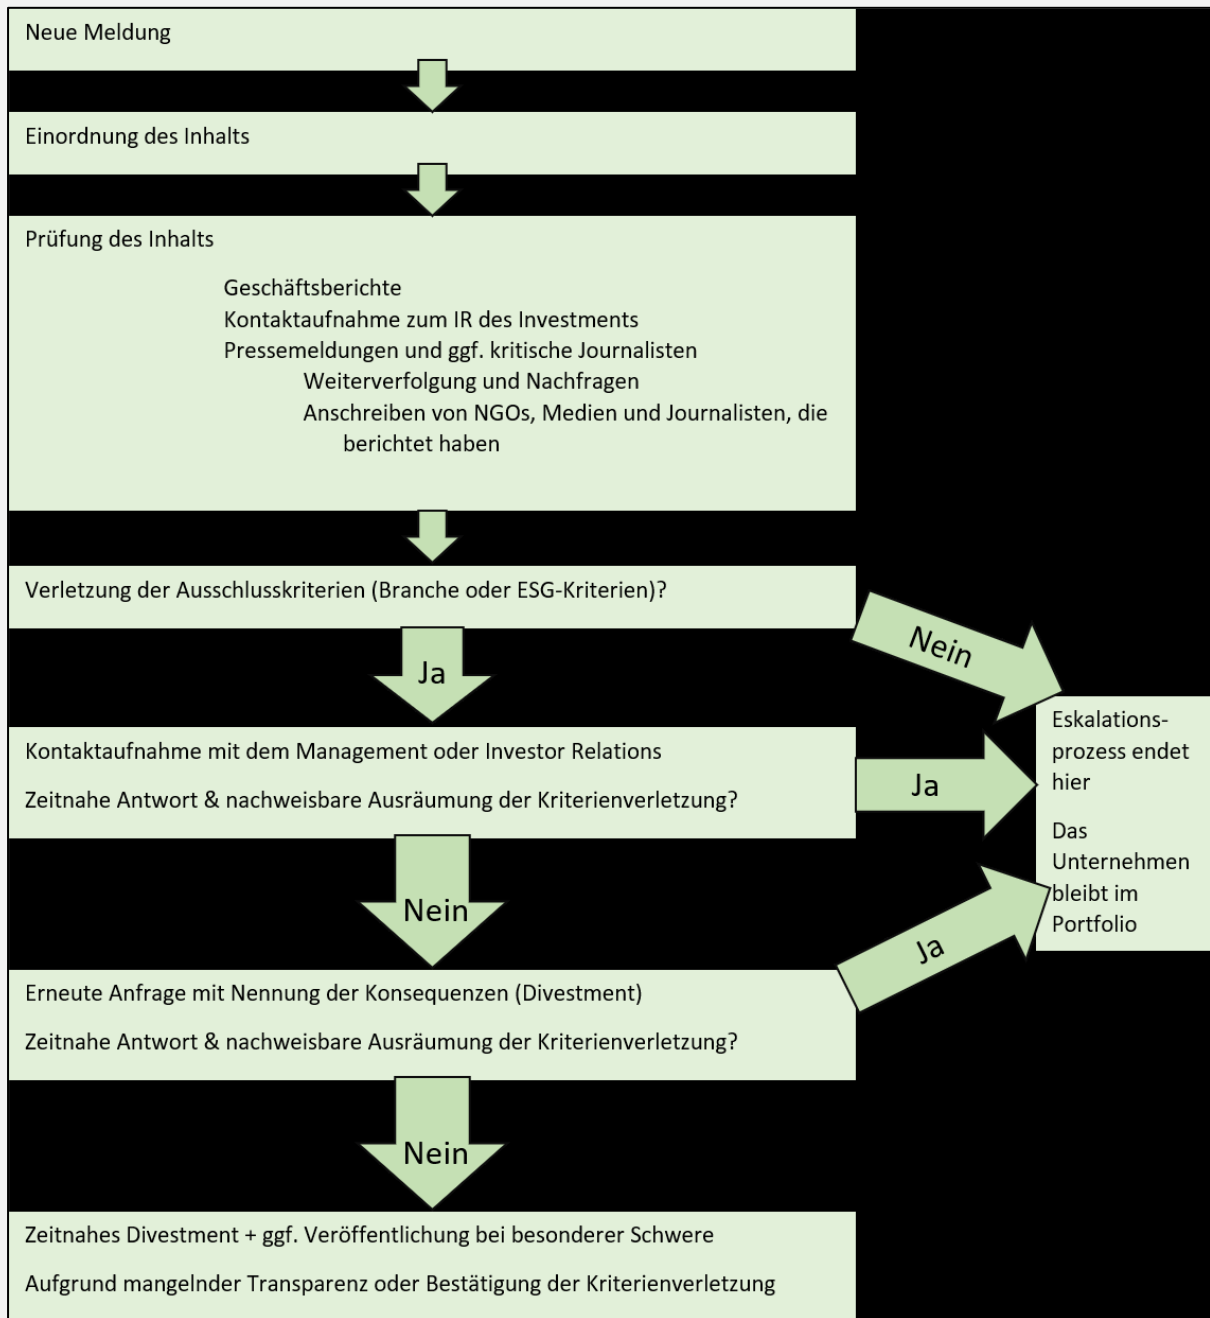 Neue Meldung
Einordnung des Inhalts
Prüfung des Inhalts
Geschäftsberichte
Kontaktaufnahme zum IR des Investments
Pressemeldungen und ggf. kritische Journalisten
Weiterverfolgung und Nachfragen
Anschreiben von NGOs, Medien und Journalisten, die
berichtet haben
Verletzung der Ausschlusskriterien (Branche oder ESG-Kriterien)?
Nein
Ja
Kontaktaufnahme mit dem Management oder Investor Relations
Zeitnahe Antwort & nachweisbare Ausräumung der Kriterienverletzung?
Ja
Eskalations-
prozess endet
hier
Das
Unternehmen
bleibt im
Portfolio
Nein
Ja
Erneute Anfrage mit Nennung der Konsequenzen (Divestment)
Zeitnahe Antwort & nachweisbare Ausräumung der Kriterienverletzung?
Nein
Zeitnahes Divestment + ggf. Veröffentlichung bei besonderer Schwere
Aufgrund mangelnder Transparenz oder Bestätigung der Kriterienverletzung